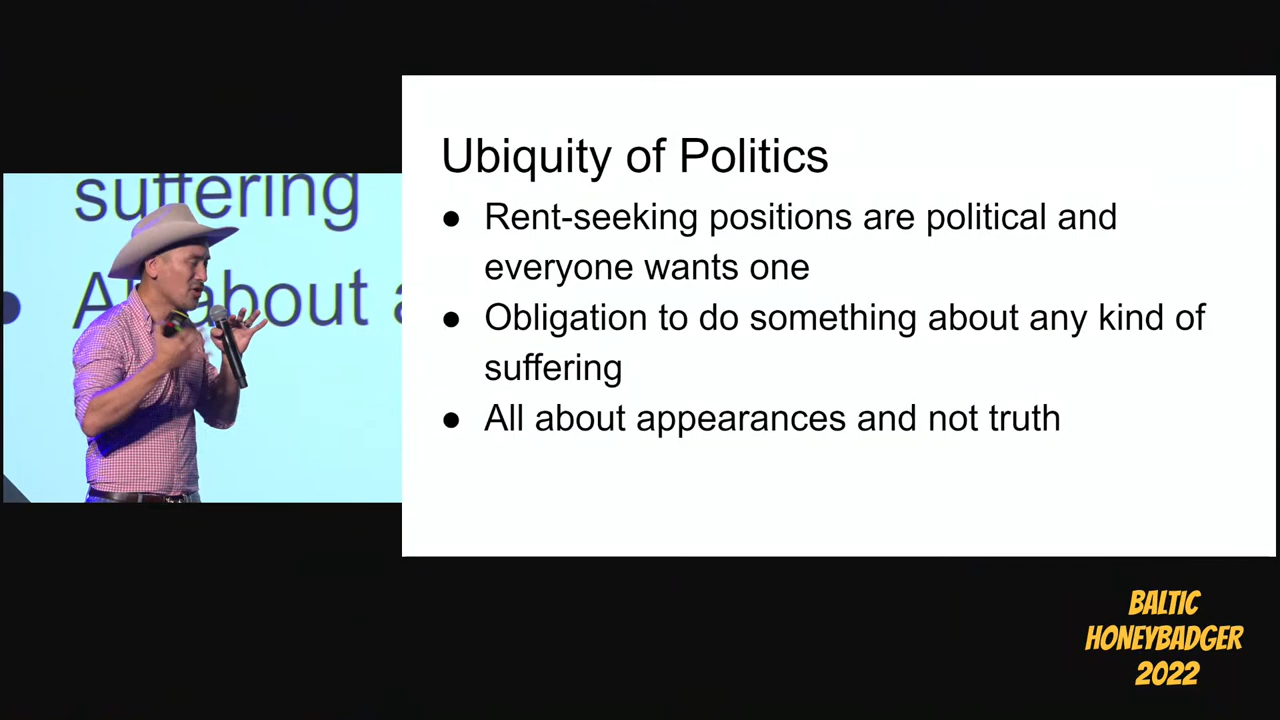 suffering
All about a
Ubiquity of Politics
● Rent-seeking positions are political and
everyone wants one
● Obligation to do something about any kind of
suffering
● All about appearances and not truth
BALTIC
HONEYBADGER
2022